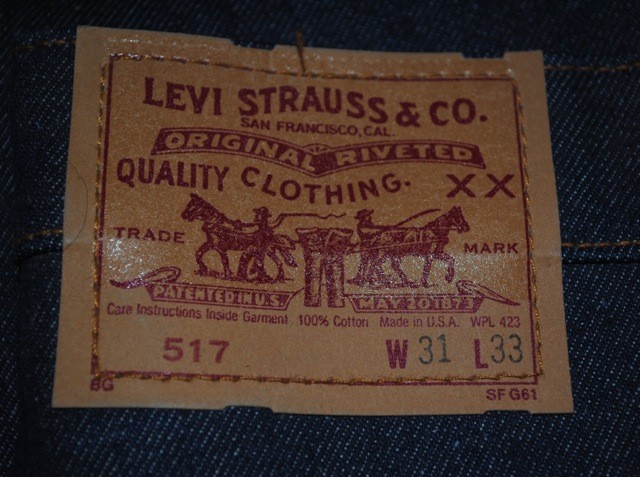 LEVI STRAUSS & CO.
SAN FRANCISCO, CAL.
ORIGINAL RIVETED
QUALITY CLOTHING. XX
TRADE MARK
PATENTED IN U.S. MAY 20 1873
Care Instructions Inside Garment 100% Cotton Made in U.S.A. WPL 423
517 W 31 L 33
BG SF G61